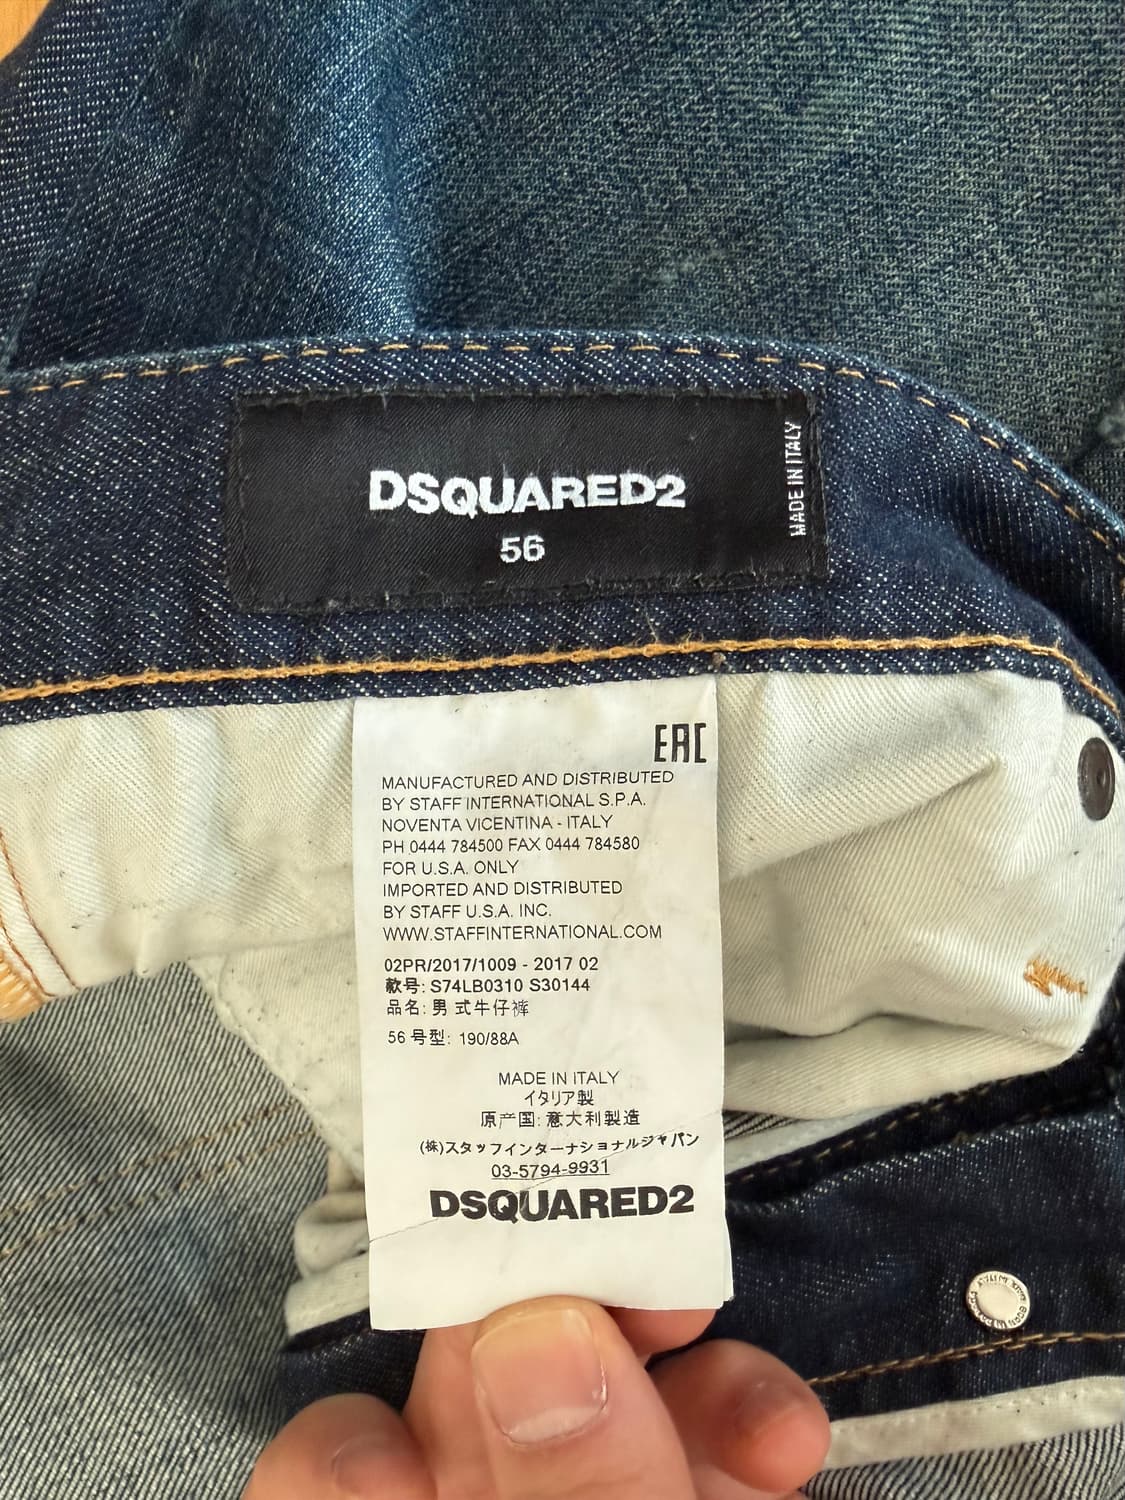 DSQUARED2
56
MADE IN ITALY
EAC
MANUFACTURED AND DISTRIBUTED
BY STAFF INTERNATIONAL S.P.A.
NOVENTA VICENTINA - ITALY
PH 0444 784500 FAX 0444 784580
FOR U.S.A. ONLY
IMPORTED AND DISTRIBUTED
BY STAFF U.S.A. INC.
WWW.STAFFINTERNATIONAL.COM
02PR/2017/1009 - 2017 02
款号: S74LB0310 S30144
品名: 男式牛仔裤
56 号型: 190/88A
MADE IN ITALY
イタリア製
原产国: 意大利製造
(株)スタッフインターナショナルジャパン
03-5794-9931
DSQUARED2
MADE IN ITALY